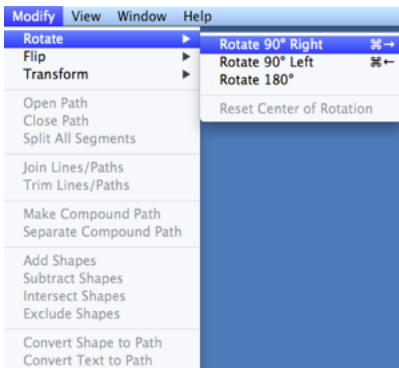 Modify View Window Help
Rotate
Flip
Transform
Open Path
Close Path
Split All Segments
Join Lines/Paths
Trim Lines/Paths
Make Compound Path
Separate Compound Path
Add Shapes
Subtract Shapes
Intersect Shapes
Exclude Shapes
Convert Shape to Path
Convert Text to Path
Rotate 90° Right ⌘→
Rotate 90° Left ⌘←
Rotate 180°
Reset Center of Rotation